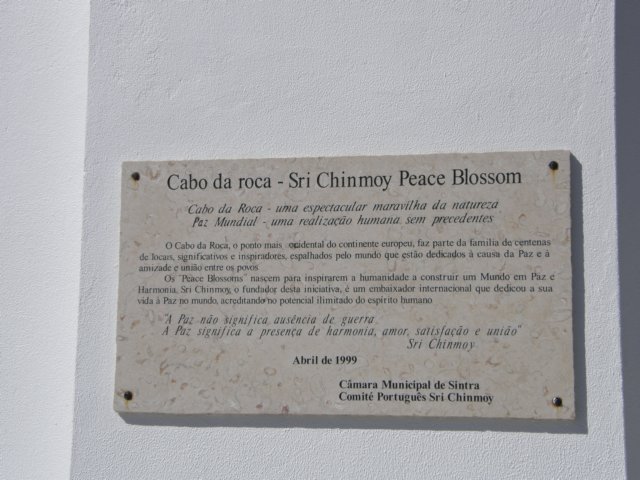 Cabo da roca - Sri Chinmoy Peace Blossom
Cabo da Roca - uma espectacular maravilha da natureza
Paz Mundial - uma realização humana sem precedentes
O Cabo da Roca, o ponto mais ocidental do continente europeu, faz parte da familia de centenas
de locais, significativos e inspiradores, espalhados pelo mundo que estão dedicados à causa da Paz e à
amizade e união entre os povos
Os "Peace Blossoms" nascem para inspirarem a humanidade a construir um Mundo em Paz e
Harmonia. Sri Chinmoy, o fundador desta iniciativa, é um embaixador internacional que dedicou a sua
vida à Paz no mundo, acreditando no potencial ilimitado do espírito humano
"A Paz não significa ausência de guerra
A Paz significa a presença de harmonia, amor, satisfação e união"
Sri Chinmoy
Abril de 1999
Câmara Municipal de Sintra
Comité Português Sri Chinmoy